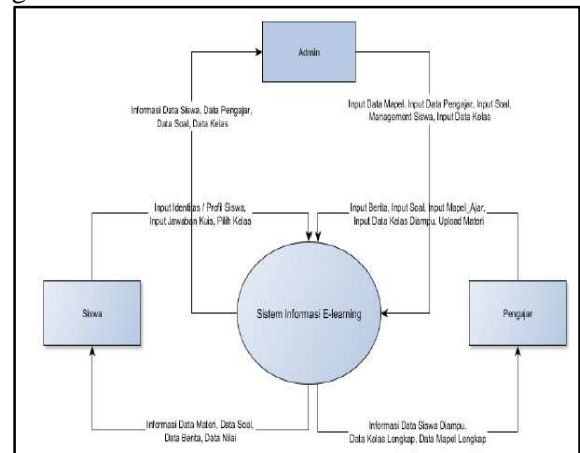 g
Admin
Informasi Data Siswa, Data Pengajar,
Data Soal, Data Kelas
Input Data Mapel, Input Data Pengajar, Input Soal,
Management Siswa, Input Data Kelas
Input Identitas / Profil Siswa,
Input Jawaban Kuis, Pilih Kelas
Input Berita, Input Soal, Input Mapel_Ajar,
Input Data Kelas Diampu, Upload Materi
Siswa
Sistem Informasi E-learning
Pengajar
Informasi Data Materi, Data Soal,
Data Berita, Data Nilai
Informasi Data Siswa Diampu,
Data Kelas Lengkap, Data Mapel Lengkap